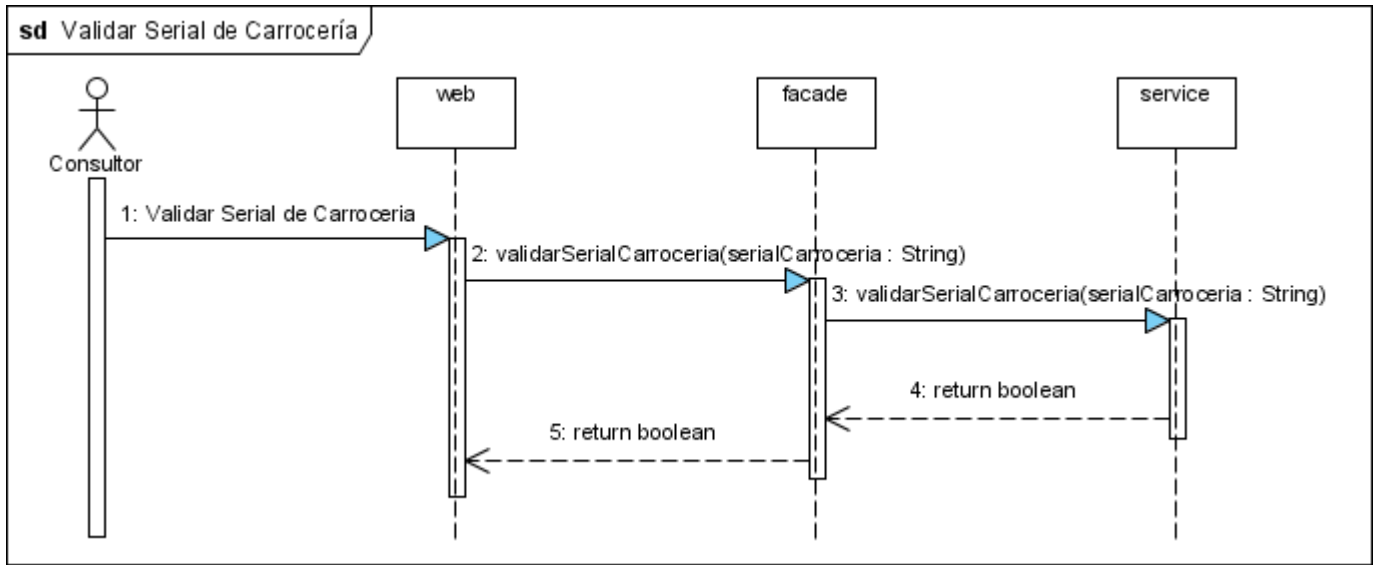 sd Validar Serial de Carrocería
web
facade
service
Consultor
1: Validar Serial de Carroceria
2: validarSerialCarroceria(serialCarroceria : String)
3: validarSerialCarroceria(serialCarroceria : String)
4: return boolean
5: return boolean